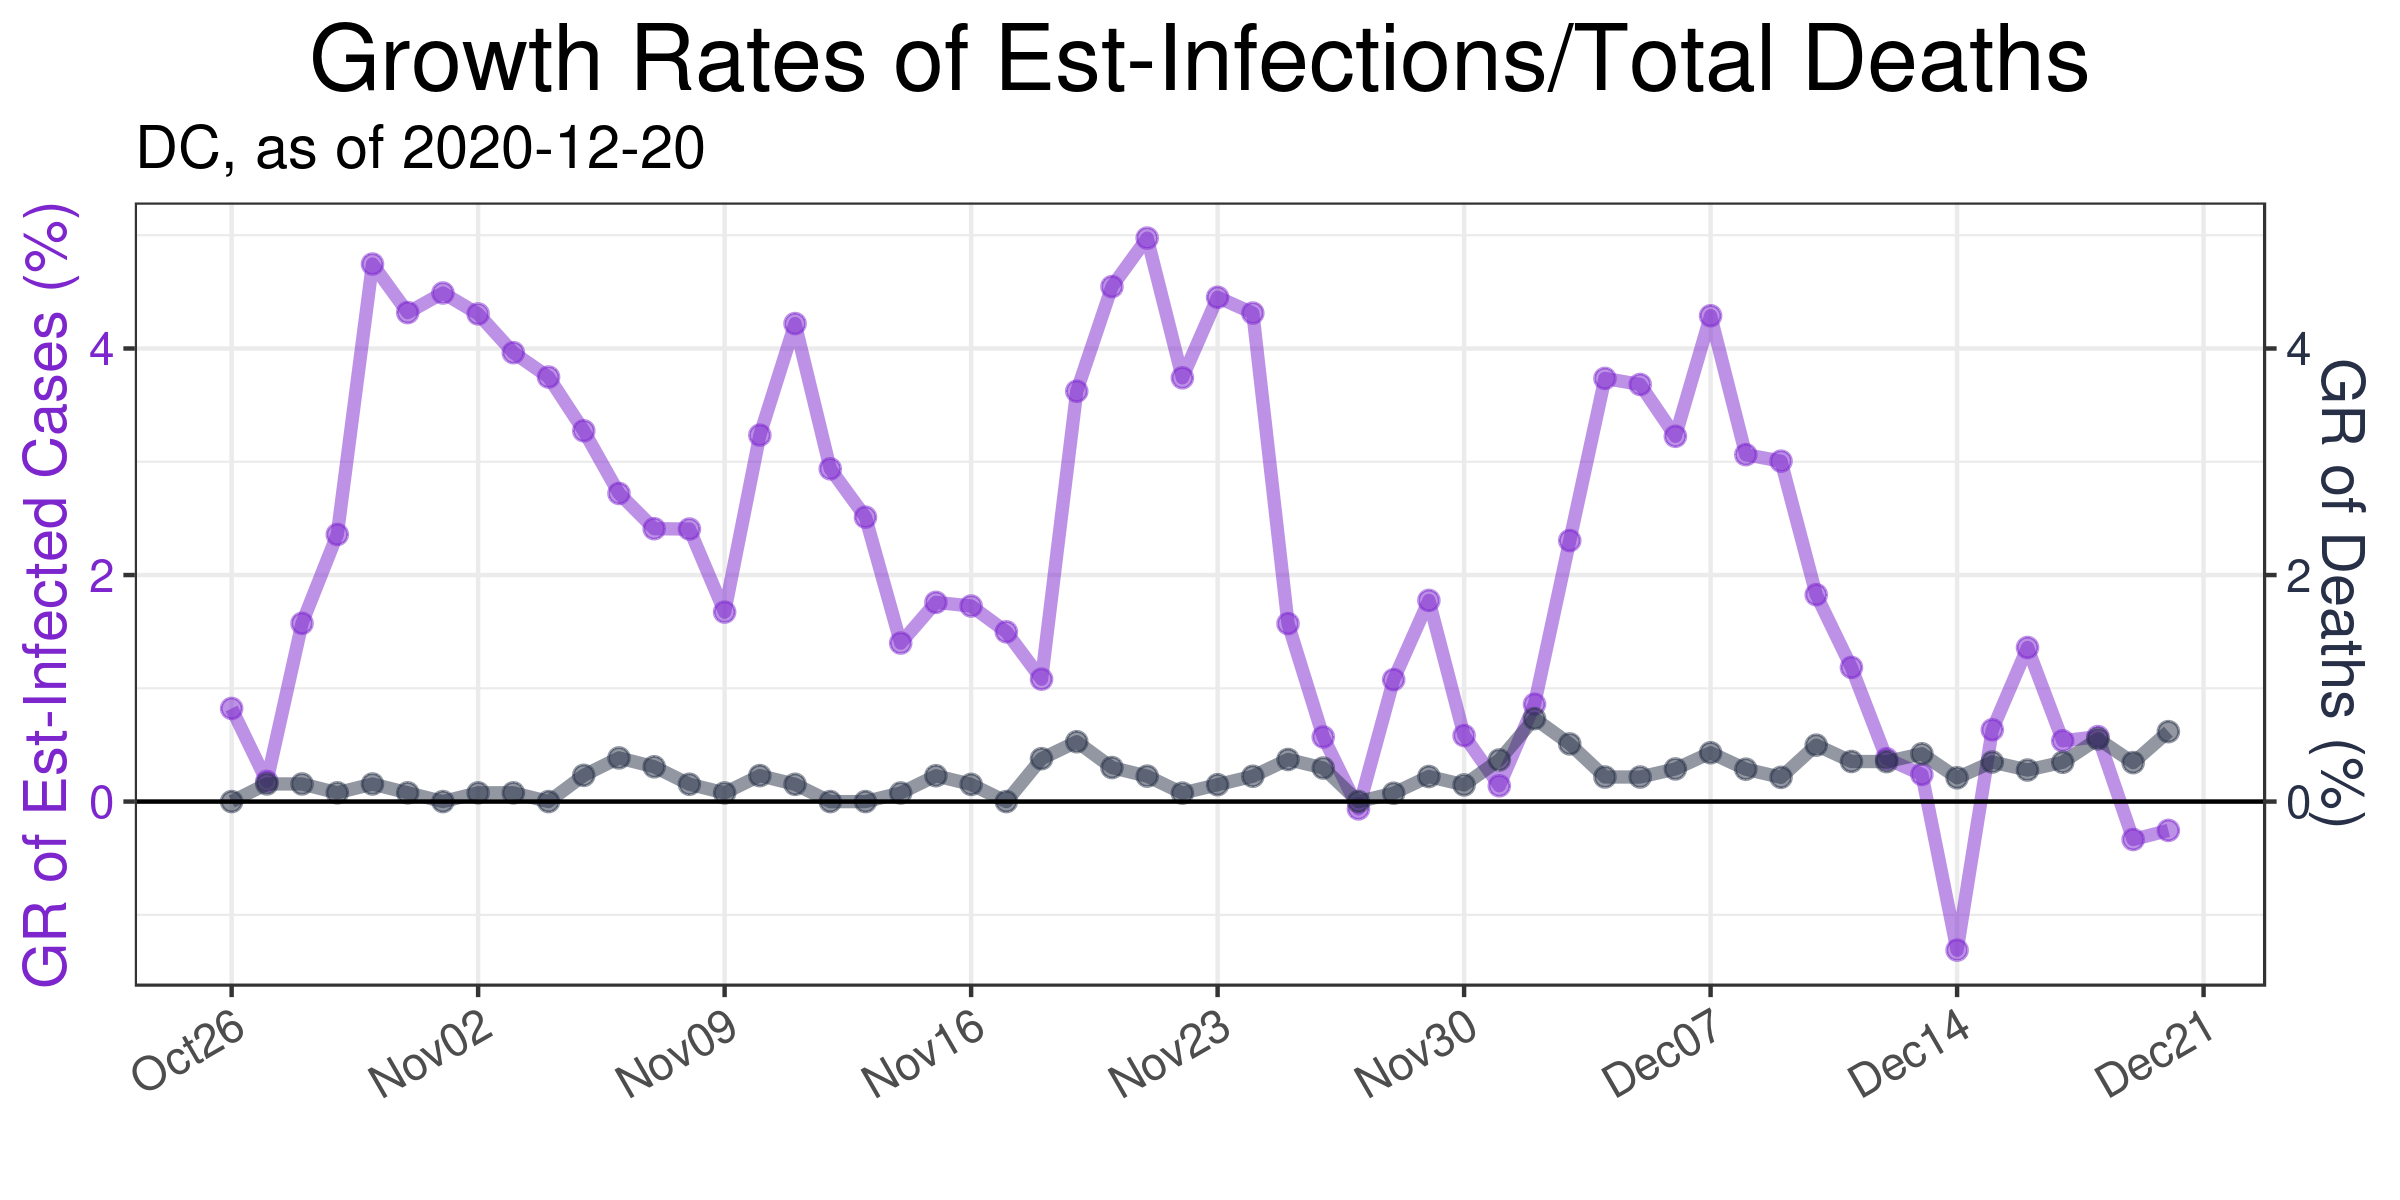 Growth Rates of Est-Infections/Total Deaths
DC, as of 2020-12-20
GR of Est-Infected Cases (%)
4
2
0
4
2
0
GR of Deaths (%)
Oct26
Nov02
Nov09
Nov16
Nov23
Nov30
Dec07
Dec14
Dec21